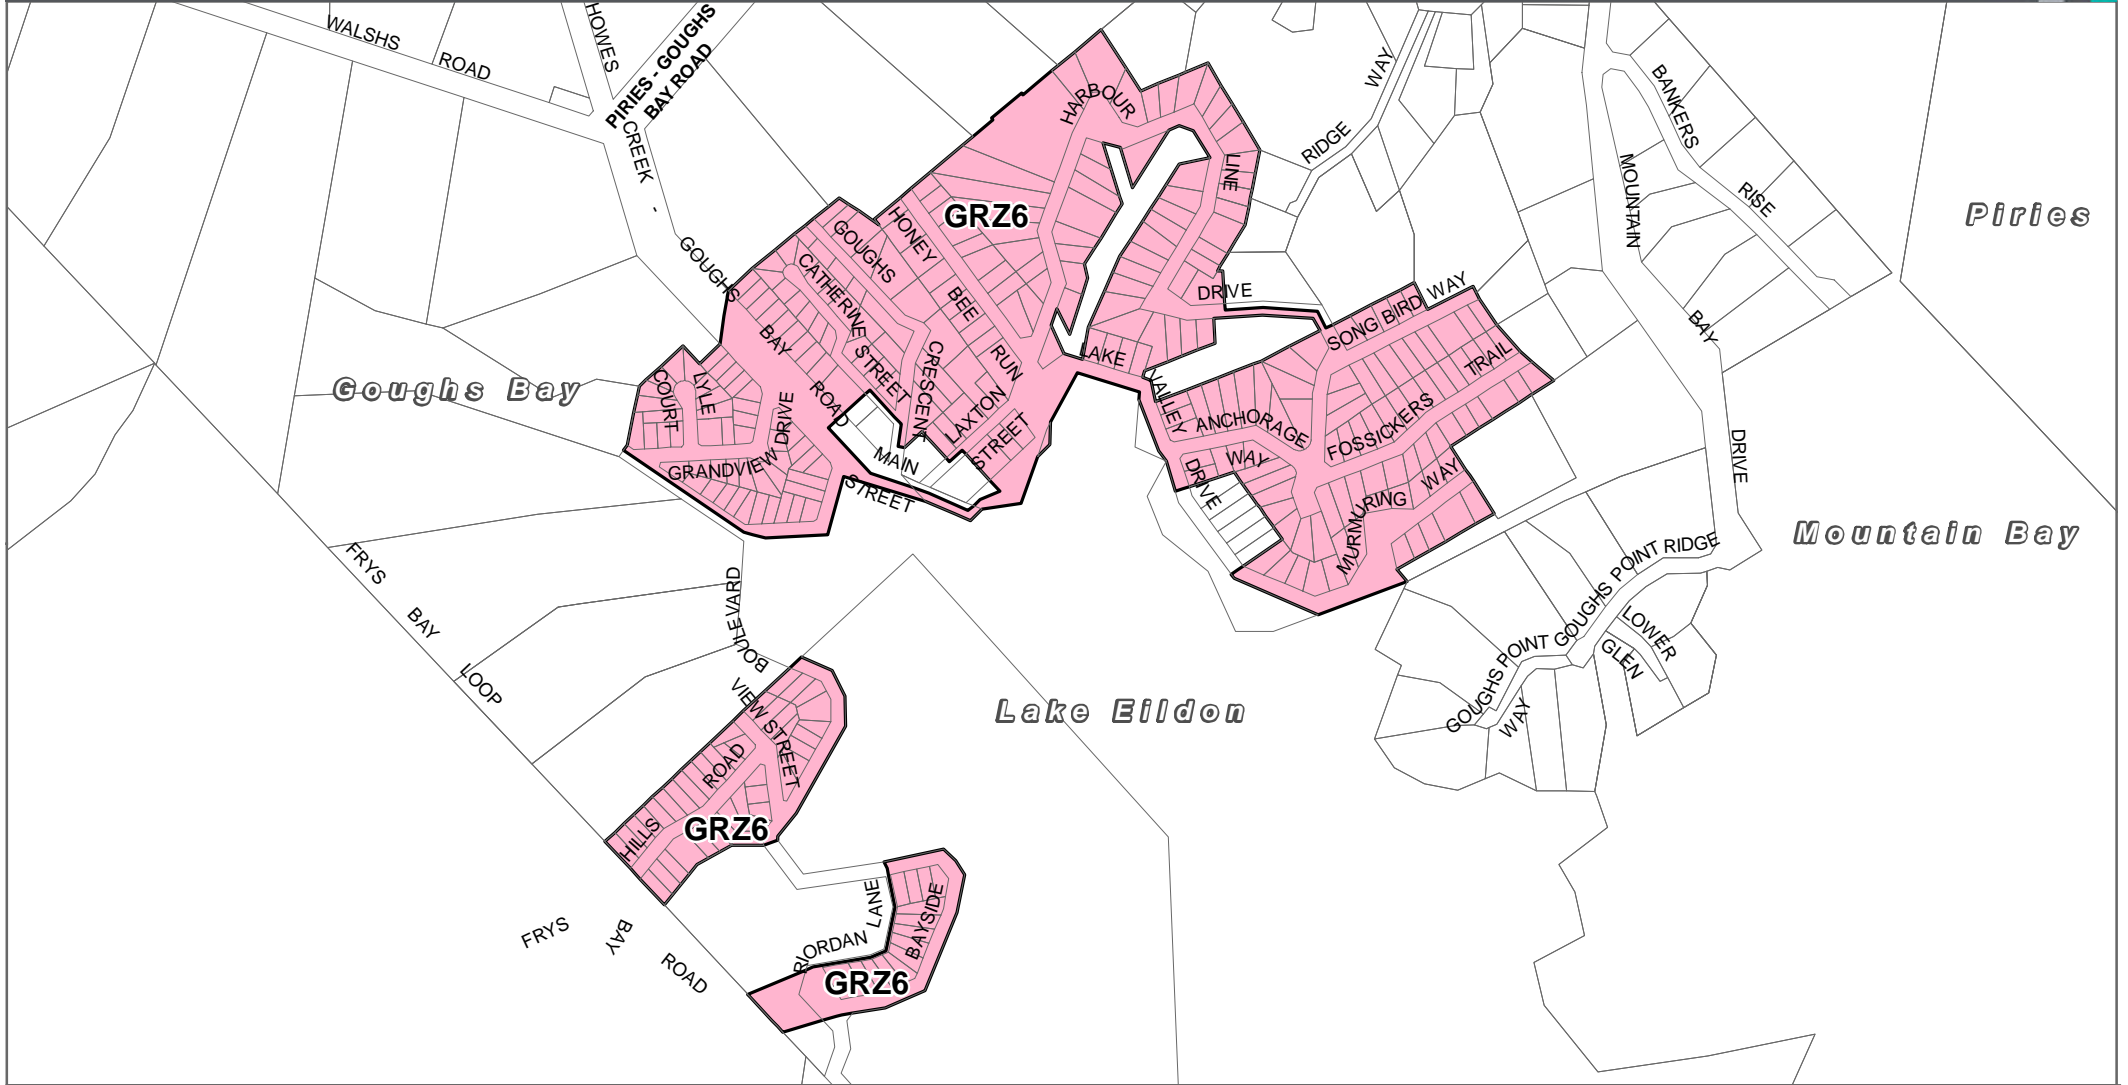 WALSHS
ROAD
HOWES
CREEK
-
PIRIES - GOUGHS
BAY ROAD
GOUGHS
BAY
ROAD
HARBOUR
LINE
RIDGE
WAY
BANKERS
RISE
MOUNTAIN
BAY
DRIVE
Piries
GRZ6
HONEY
BEE
RUN
GOUGHS
CRESCENT
CATHERINE
STREET
LAXTON
STREET
DRIVE
LAKE
VALLEY
DRIVE
SONG BIRD WAY
TRAIL
FOSSICKERS
ANCHORAGE
WAY
MURMURING
WAY
Goughs Bay
COURT
LYLE
GRANDVIEW
DRIVE
MAIN
STREET
Mountain Bay
GOUGHS POINT RIDGE
GOUGHS POINT
WAY
LOWER
GLEN
FRYS
BAY
LOOP
BOULEVARD
VIEW STREET
Lake Eildon
ROAD
HILLS
GRZ6
LANE
RIORDAN
BAYSIDE
GRZ6
FRYS
BAY
ROAD